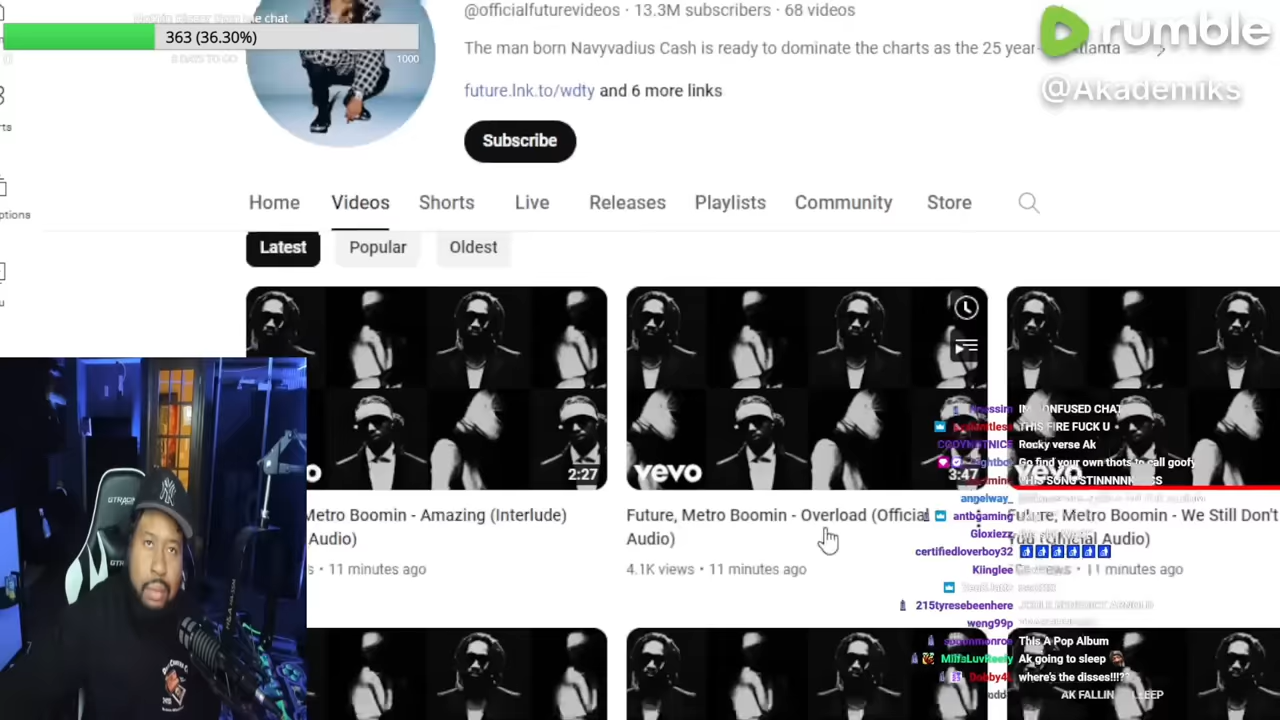 @officialfuturevideos · 13.3M subscribers · 68 videos
363 (36.30%)
1000
The man born Navyvadius Cash is ready to dominate the charts as the 25 year-
rumble
@Akademiks
future.lnk.to/wdty and 6 more links
Subscribe
Home Videos Shorts Live Releases Playlists Community Store
Latest Popular Oldest
2:27
vevo
3:47
Metro Boomin - Amazing (Interlude)
Audio)
11 minutes ago
Future, Metro Boomin - Overload (Official
Audio)
4.1K views · 11 minutes ago
Metro Boomin - We Still Don't
11 minutes ago
THIS FIRE FUCK U
Rocky verse Ak
Go find your own thots to call goofy
angelway_
antbgaming
Gloxiezz
certifiedloverboy32
Kiinglee
215tyresebeenhere
weng99p
This A Pop Album
Ak going to sleep
where's the disses!!!??